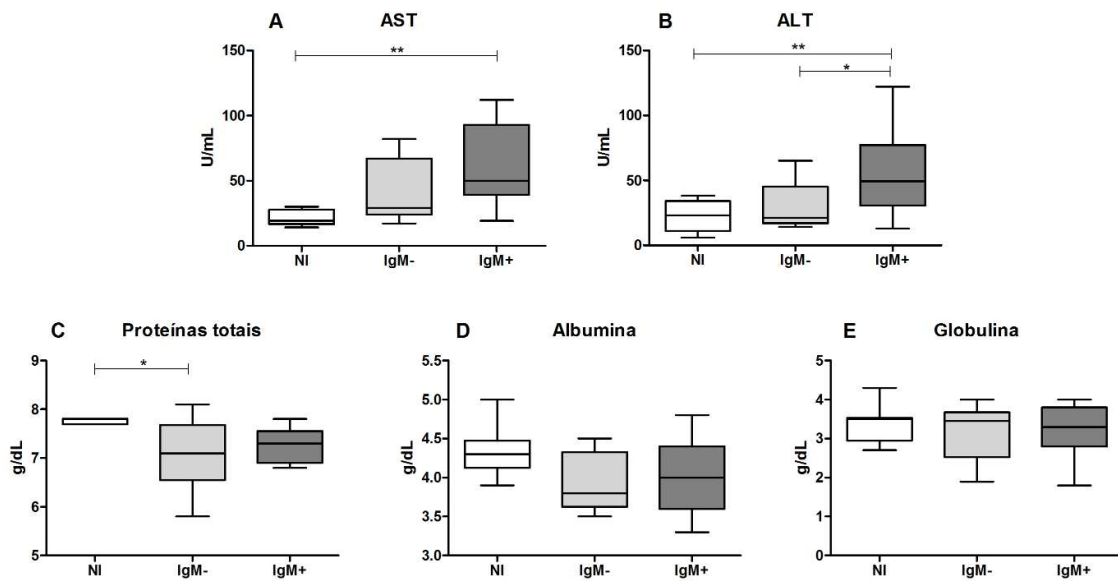 A AST
150
100
50
0
U/mL
**
NI IgM- IgM+
B ALT
150
100
50
0
U/mL
**
*
NI IgM- IgM+
C Proteínas totais
9
8
7
6
5
g/dL
*
NI IgM- IgM+
D Albumina
5.5
5.0
4.5
4.0
3.5
3.0
g/dL
NI IgM- IgM+
E Globulina
5
4
3
2
1
0
g/dL
NI IgM- IgM+